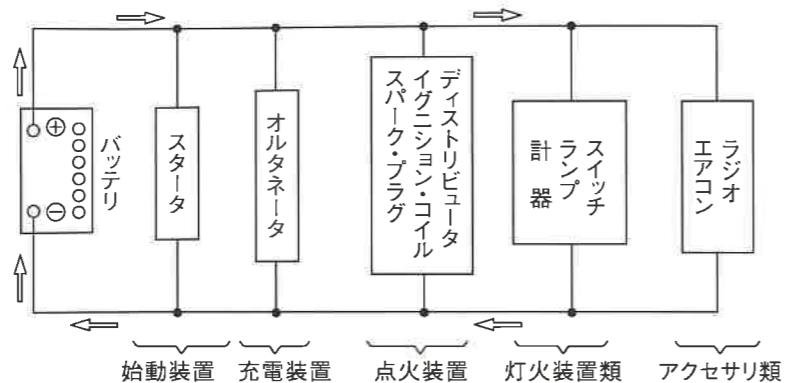 ⊕
⊖
バッテリ
スタータ
オルタネータ
ディストリビュータ
イグニション・コイル
スパーク・プラグ
スイッチ
ランプ
計器
ラジオ
エアコン
始動装置
充電装置
点火装置
灯火装置類
アクセサリ類